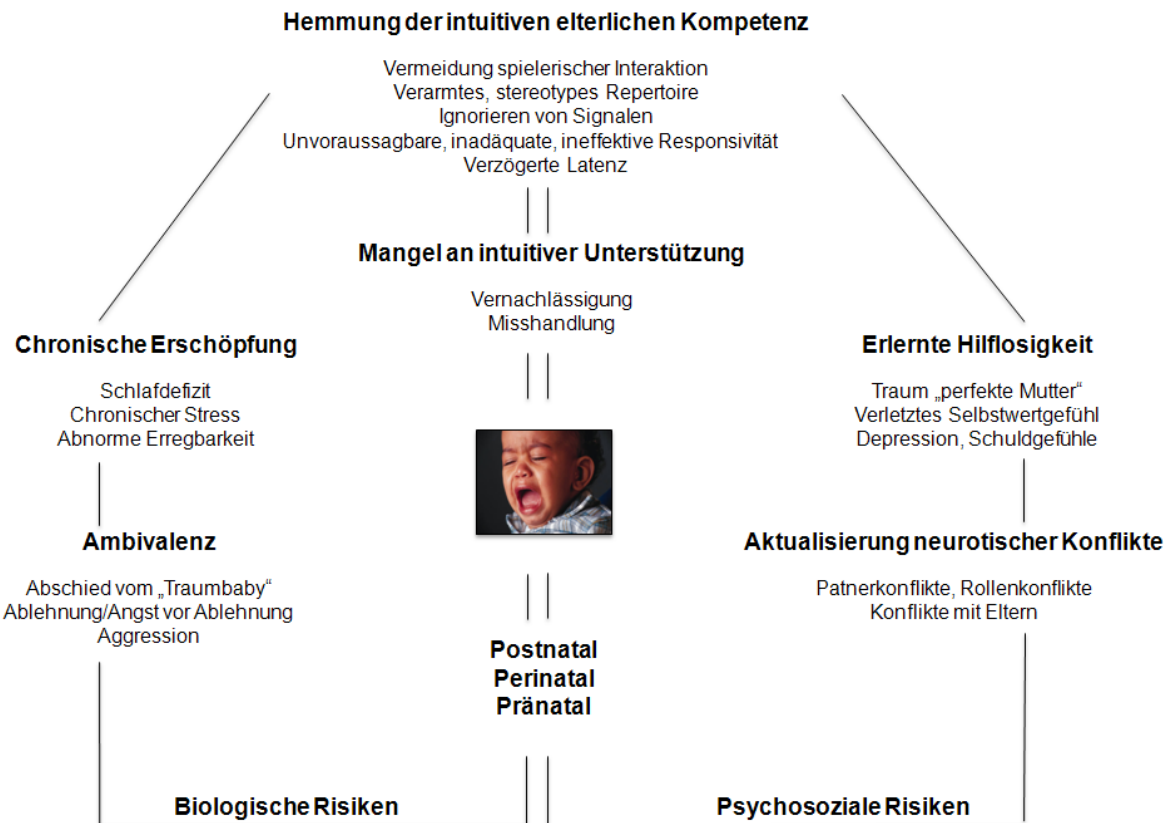 Hemmung der intuitiven elterlichen Kompetenz
Vermeidung spielerischer Interaktion
Verarmtes, stereotypes Repertoire
Ignorieren von Signalen
Unvoraussagbare, inadäquate, ineffektive Responsivität
Verzögerte Latenz
Mangel an intuitiver Unterstützung
Vernachlässigung
Misshandlung
Chronische Erschöpfung
Schlafdefizit
Chronischer Stress
Abnorme Erregbarkeit
Erlernte Hilflosigkeit
Traum „perfekte Mutter“
Verletztes Selbstwertgefühl
Depression, Schuldgefühle
Ambivalenz
Abschied vom „Traumbaby“
Ablehnung/Angst vor Ablehnung
Aggression
Aktualisierung neurotischer Konflikte
Patnerkonflikte, Rollenkonflikte
Konflikte mit Eltern
Postnatal
Perinatal
Pränatal
Biologische Risiken
Psychosoziale Risiken